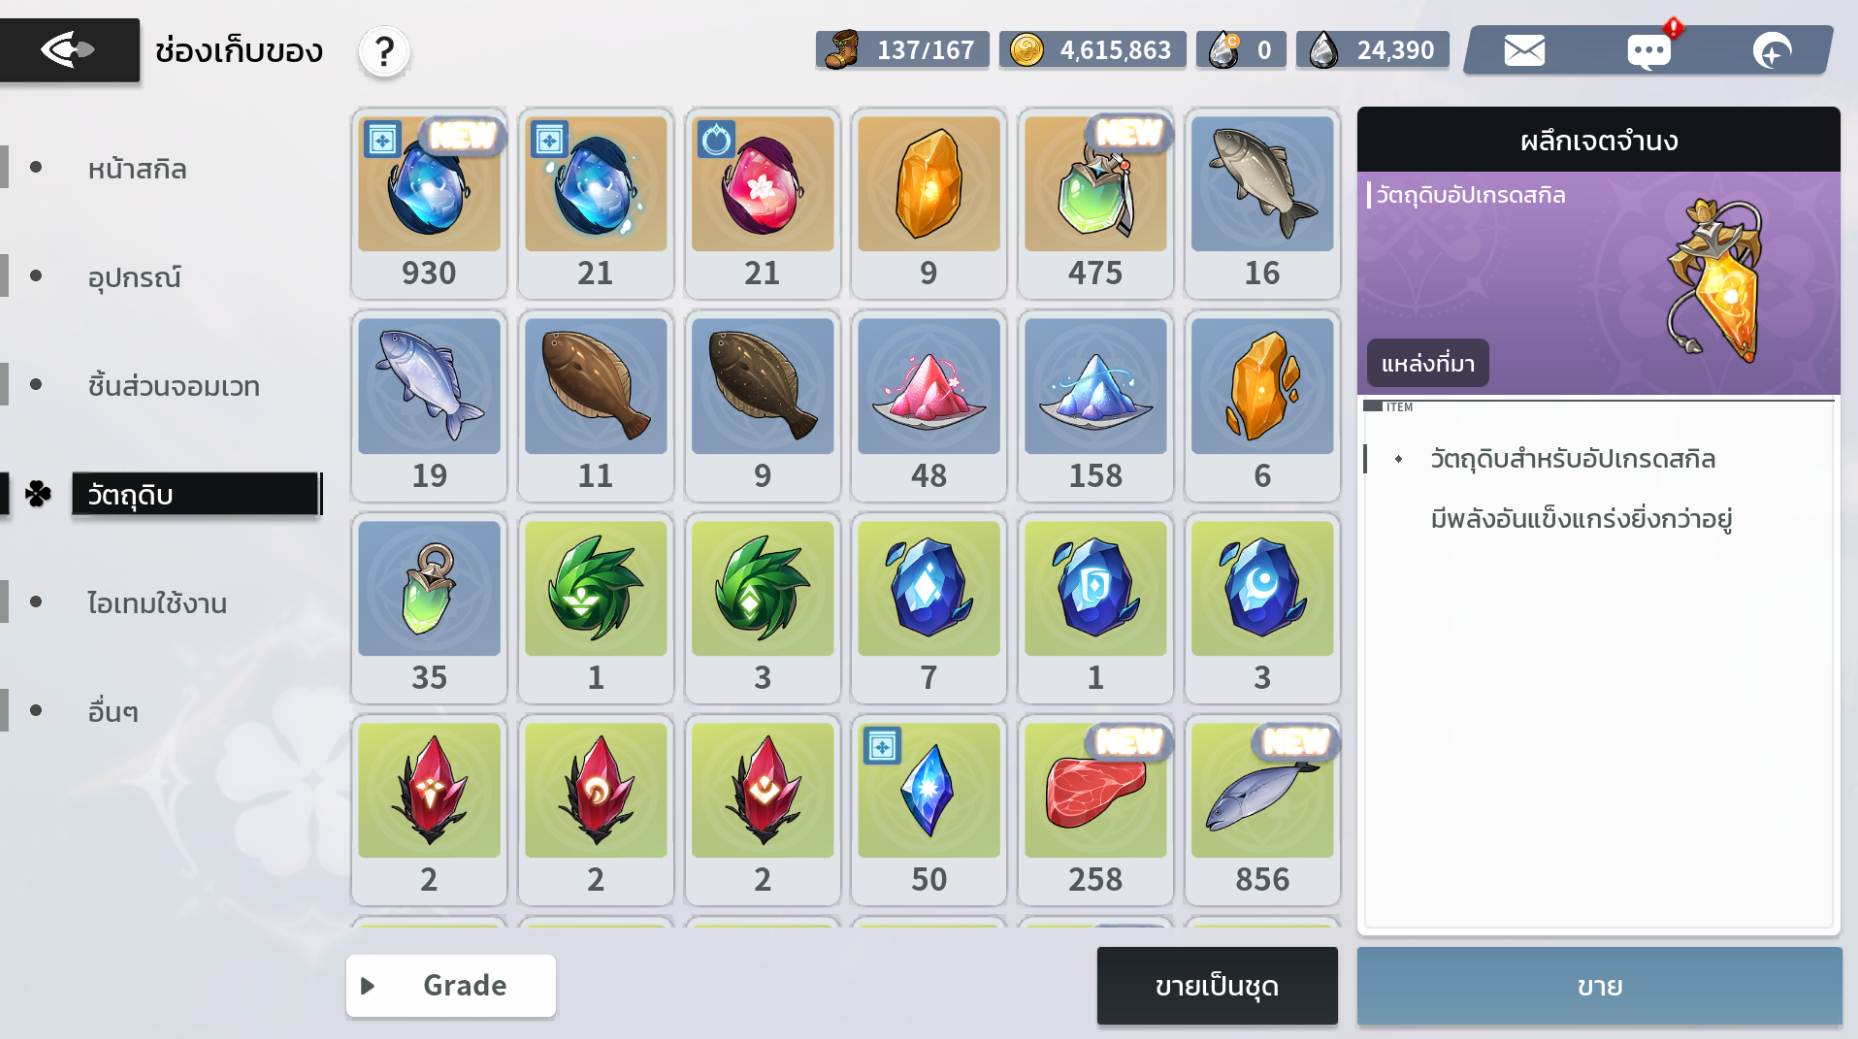 ช่องเก็บของ
?
137/167
4,615,863
C
0
24,390
หน้าสกิล
อุปกรณ์
ชิ้นส่วนจอมเวท
วัตถุดิบ
ไอเทมใช้งาน
อื่นๆ
NEW
NEW
930
21
21
9
475
16
19
11
9
48
158
6
35
1
3
7
1
3
NEW
NEW
2
2
2
50
258
856
Grade
ขายเป็นชุด
ผลึกเจตจำนง
วัตถุดิบอัปเกรดสกิล
แหล่งที่มา
ITEM
วัตถุดิบสำหรับอัปเกรดสกิล
มีพลังอันแข็งแกร่งยิ่งกว่าอยู่
ขาย